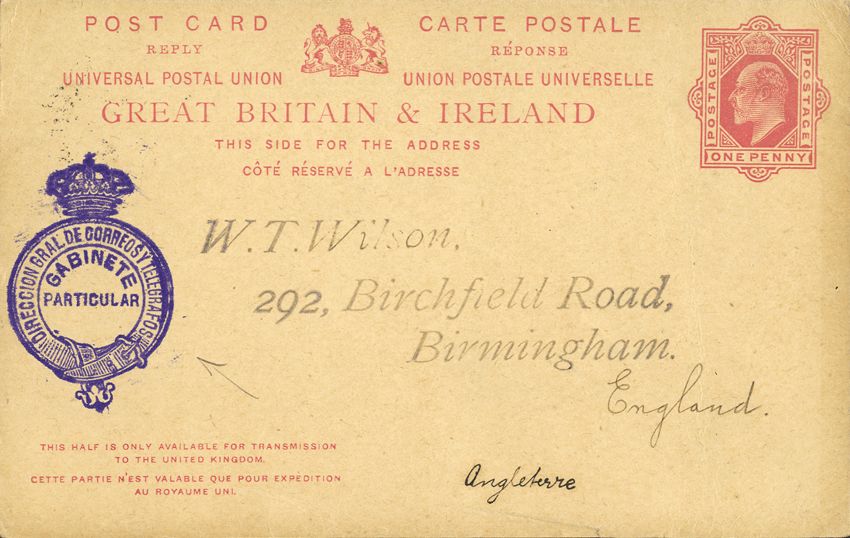 POST CARD CARTE POSTALE
REPLY RÉPONSE
UNIVERSAL POSTAL UNION UNION POSTALE UNIVERSELLE
GREAT BRITAIN & IRELAND
THIS SIDE FOR THE ADDRESS
CÔTÉ RÉSERVÉ A L'ADRESSE
POSTAGE POSTAGE
ONE PENNY
DIRECCION GRAL. DE CORREOS Y TELEGRAFOS
GABINETE
PARTICULAR
W.T. Wilson,
292, Birchfield Road,
Birmingham.
England.
THIS HALF IS ONLY AVAILABLE FOR TRANSMISSION
TO THE UNITED KINGDOM.
CETTE PARTIE N'EST VALABLE QUE POUR EXPÉDITION
AU ROYAUME UNI.
Angleterre